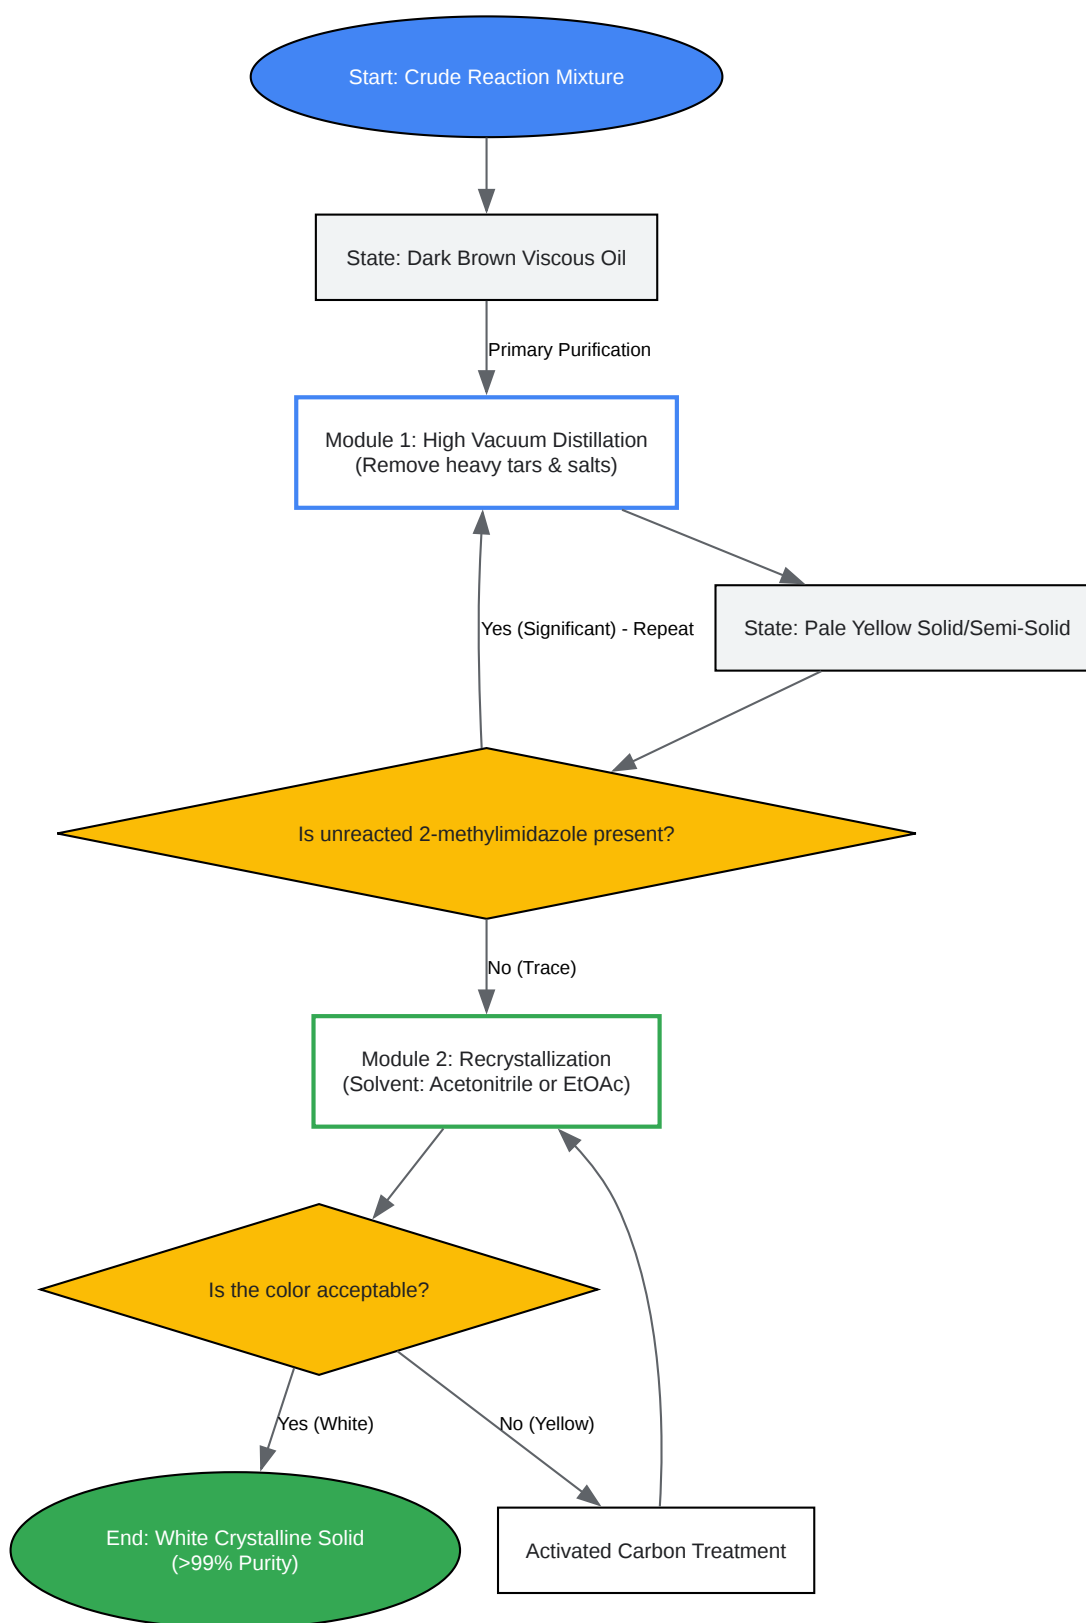 Start: Crude Reaction Mixture
State: Dark Brown Viscous Oil
Primary Purification
Module 1: High Vacuum Distillation
(Remove heavy tars & salts)
Yes (Significant) - Repeat
State: Pale Yellow Solid/Semi-Solid
Is unreacted 2-methylimidazole present?
No (Trace)
Module 2: Recrystallization
(Solvent: Acetonitrile or EtOAc)
Is the color acceptable?
Yes (White)
No (Yellow)
End: White Crystalline Solid
(>99% Purity)
Activated Carbon Treatment